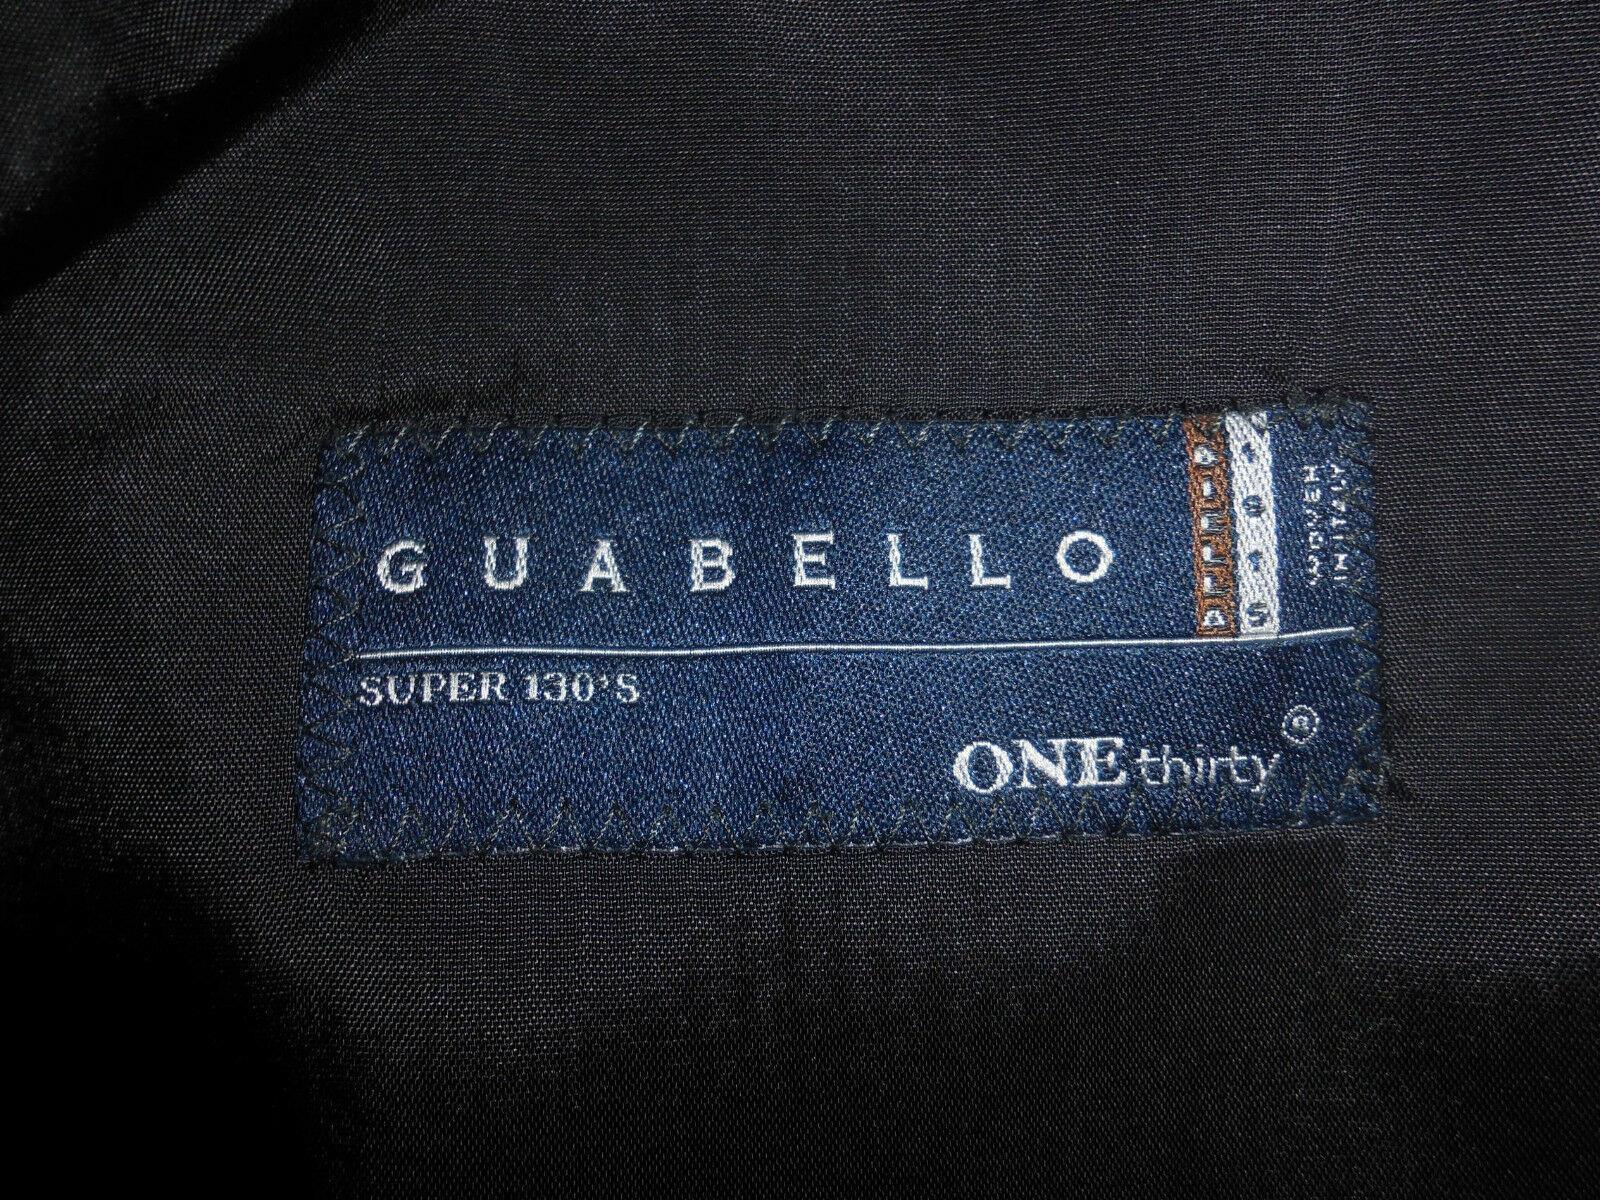 GUABELLO
BIELLA
1815
WOVEN
IN ITALY
SUPER 130'S
ONE thirty ®